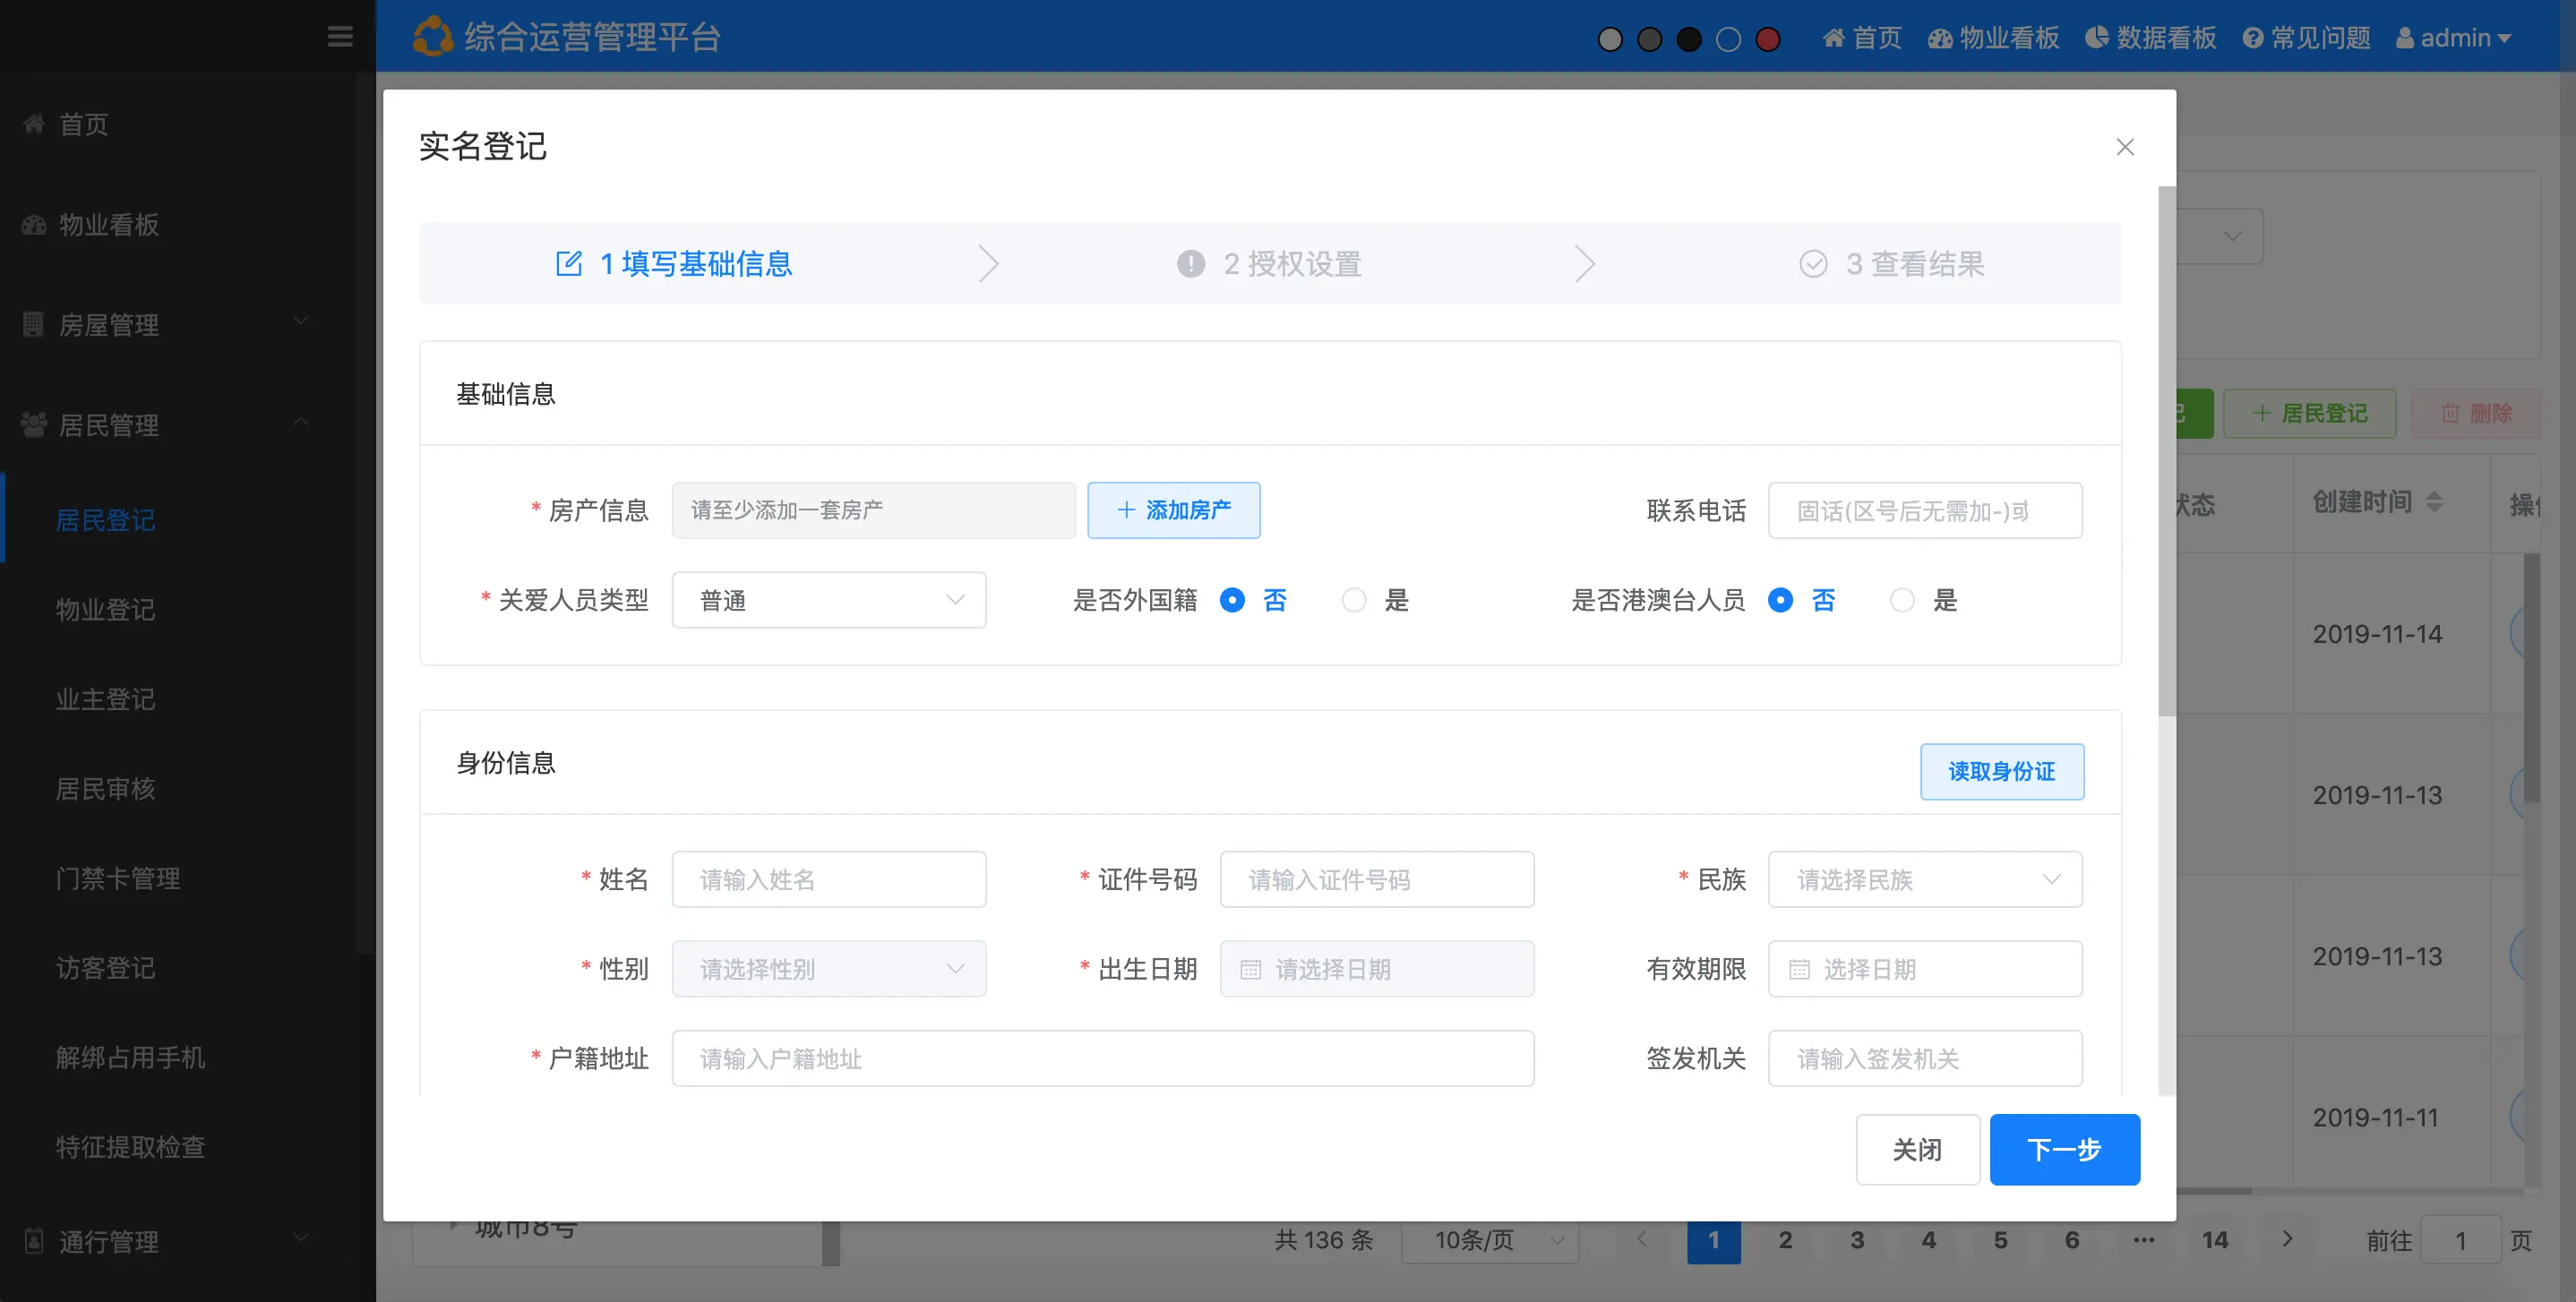 综合运营管理平台
首页
物业看板
数据看板
常见问题
admin
首页
物业看板
房屋管理
居民管理
居民登记
物业登记
业主登记
居民审核
门禁卡管理
访客登记
解绑占用手机
特征提取检查
通行管理
实名登记
1 填写基础信息
2 授权设置
3 查看结果
基础信息
* 房产信息
请至少添加一套房产
添加房产
联系电话
固话(区号后无需加-)或
* 关爱人员类型
普通
是否外国籍
否
是
是否港澳台人员
否
是
身份信息
读取身份证
* 姓名
请输入姓名
* 证件号码
请输入证件号码
* 民族
请选择民族
* 性别
请选择性别
* 出生日期
请选择日期
有效期限
选择日期
* 户籍地址
请输入户籍地址
签发机关
请输入签发机关
关闭
下一步
居民登记
删除
状态
创建时间
2019-11-14
2019-11-13
2019-11-13
2019-11-11
城市8号
共 136 条
10条/页
1
2
3
4
5
6
···
14
前往
1
页